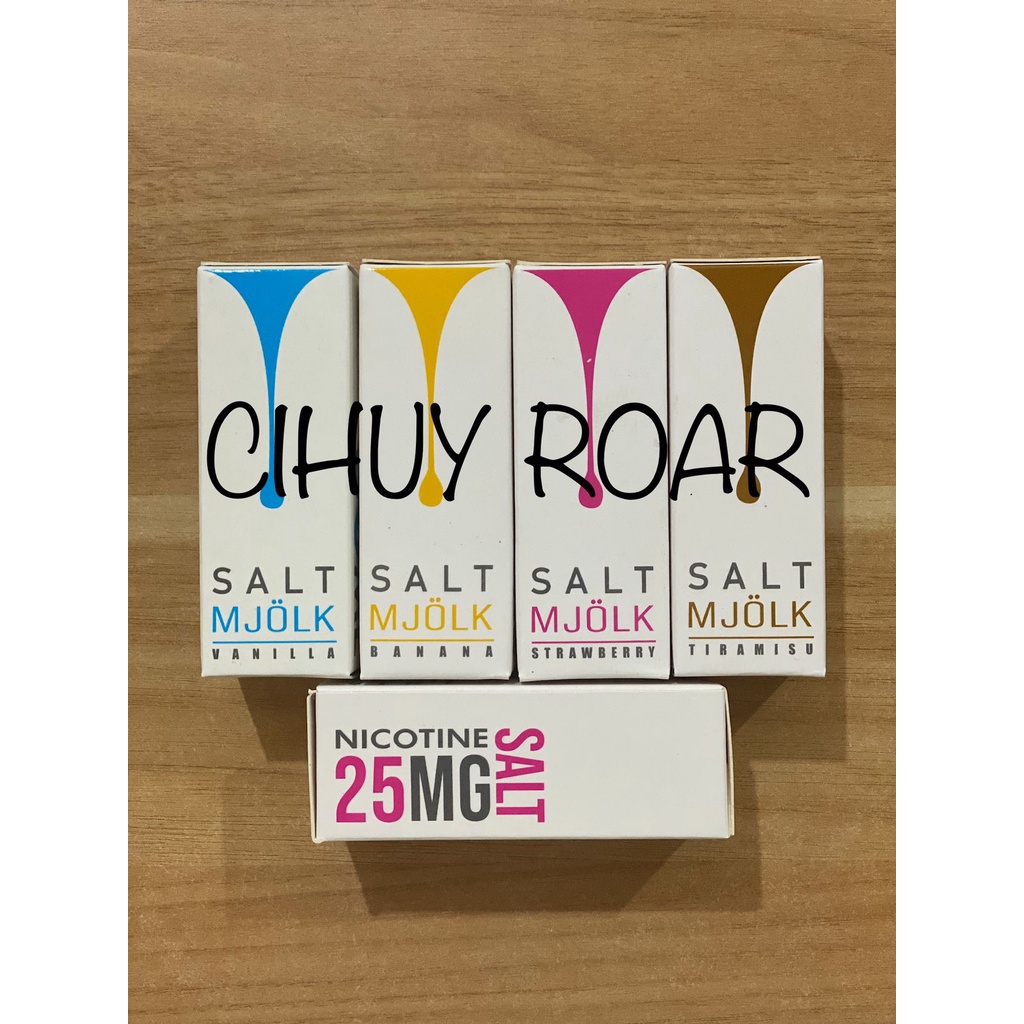 CIHUY ROAR
SALT
MJÖLK
VANILLA
SALT
MJÖLK
BANANA
SALT
MJÖLK
STRAWBERRY
SALT
MJÖLK
TIRAMISU
NICOTINE
25MG
SALT